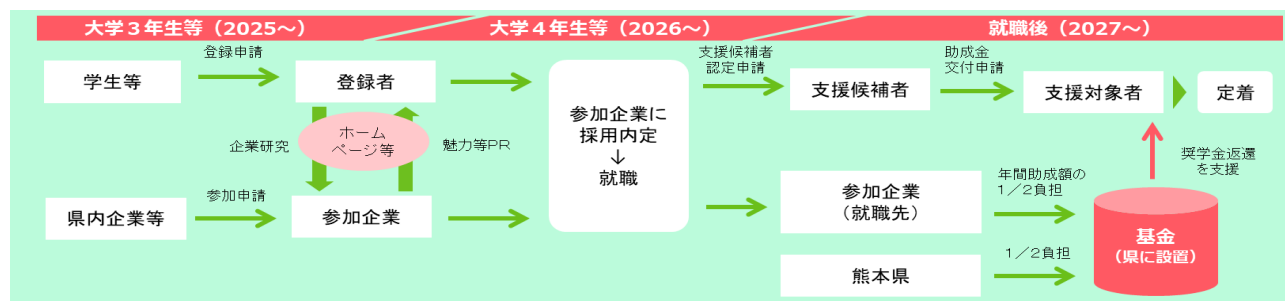 大学３年生等（2025～）
大学４年生等（2026～）
就職後（2027～）
学生等
登録申請
登録者
企業研究
ホーム
ページ等
魅力等PR
県内企業等
参加申請
参加企業
参加企業に
採用内定
↓
就職
支援候補者
認定申請
支援候補者
助成金
交付申請
支援対象者
定着
奨学金返還
を支援
参加企業
（就職先）
年間助成額の
１／２負担
熊本県
１／２負担
基金
（県に設置）